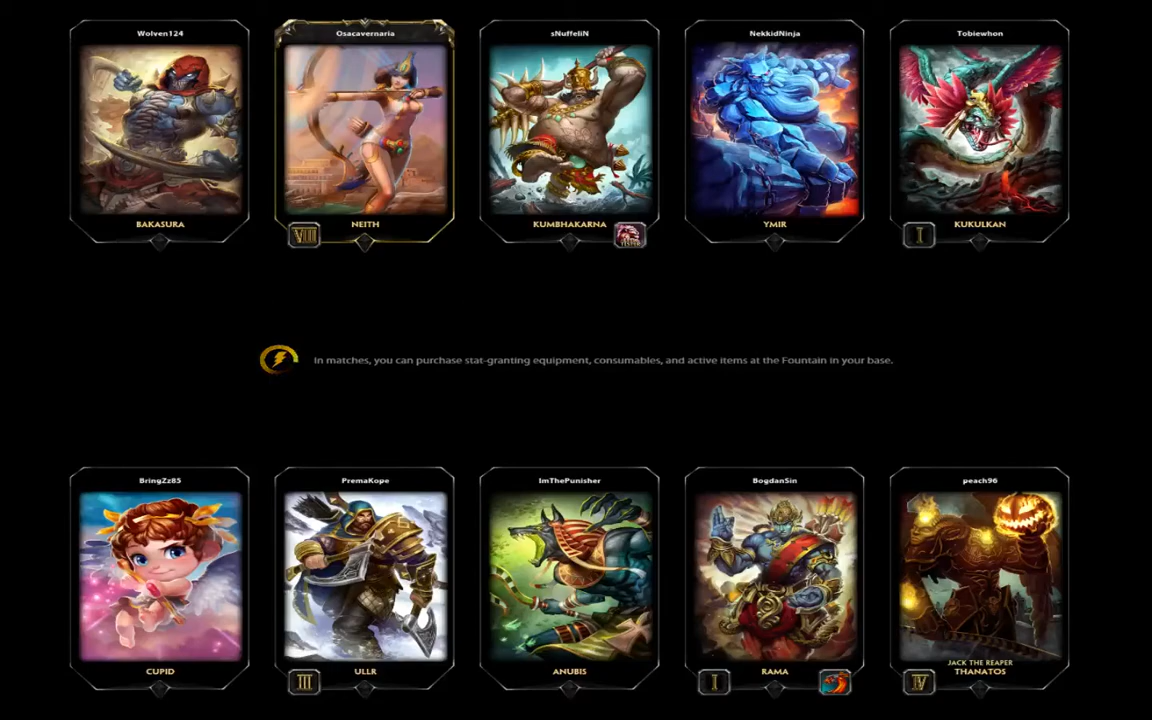 Wolven124
Osacavernaria
sNuffeliN
NekkidNinja
Tobiewhon
BAKASURA
NEITH
KUMBHAKARNA
YMIR
KUKULKAN
VIII
I
In matches, you can purchase stat-granting equipment, consumables, and active items at the Fountain in your base.
BringZz85
PremaKope
ImThePunisher
BogdanSin
peach96
CUPID
ULLR
ANUBIS
RAMA
JACK THE REAPER
THANATOS
III
I
IV